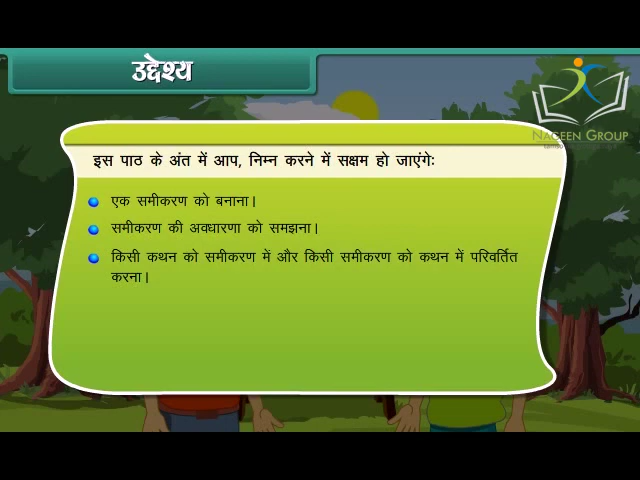 उद्देश्य
NAGEEN GROUP
इस पाठ के अंत में आप, निम्न करने में सक्षम हो जाएंगे:
एक समीकरण को बनाना।
समीकरण की अवधारणा को समझना।
किसी कथन को समीकरण में और किसी समीकरण को कथन में परिवर्तित
करना।